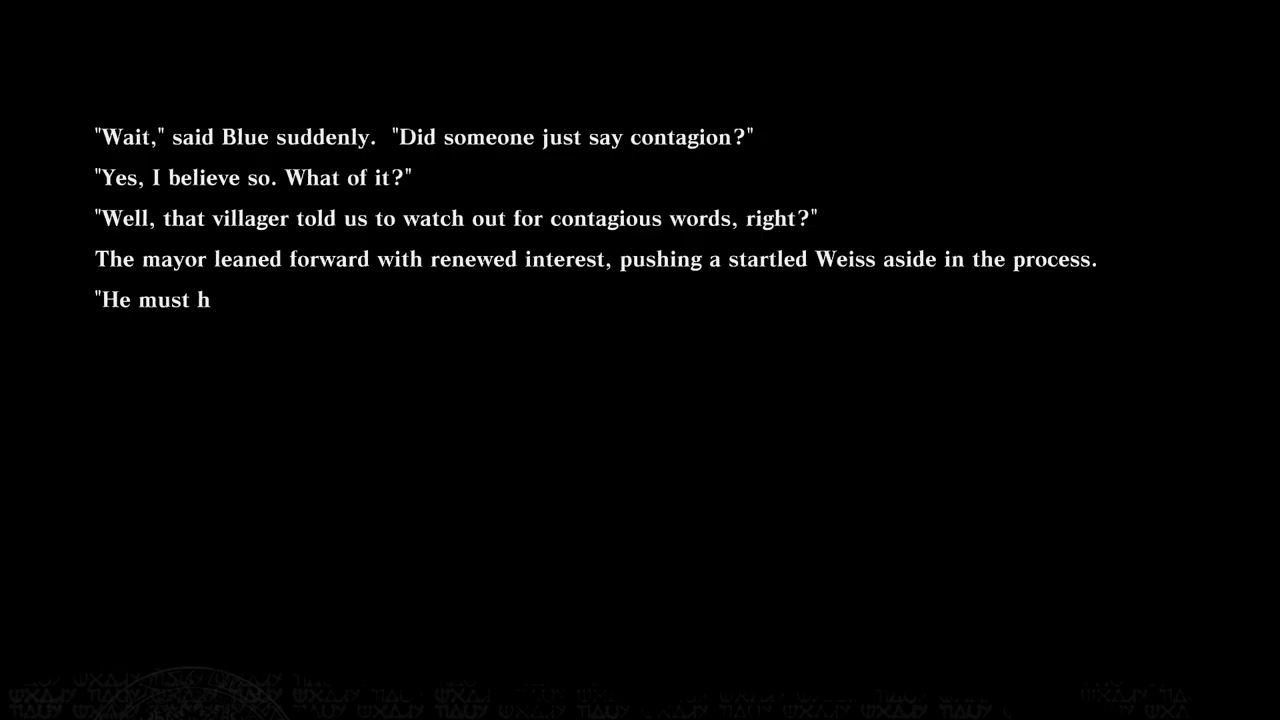 "Wait," said Blue suddenly.  "Did someone just say contagion?"
"Yes, I believe so. What of it?"
"Well, that villager told us to watch out for contagious words, right?"
The mayor leaned forward with renewed interest, pushing a startled Weiss aside in the process.
"He must h